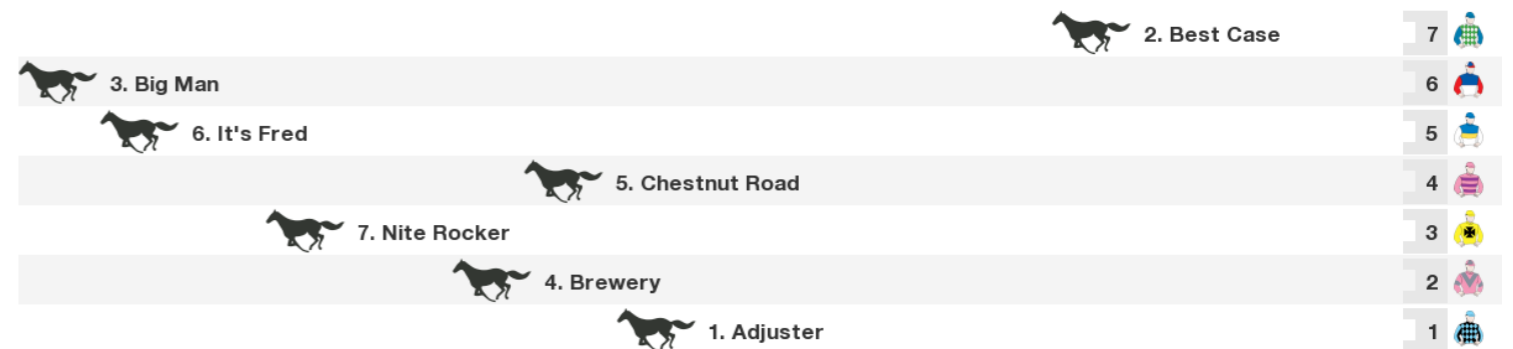 2. Best Case 7
3. Big Man 6
6. It's Fred 5
5. Chestnut Road 4
7. Nite Rocker 3
4. Brewery 2
1. Adjuster 1